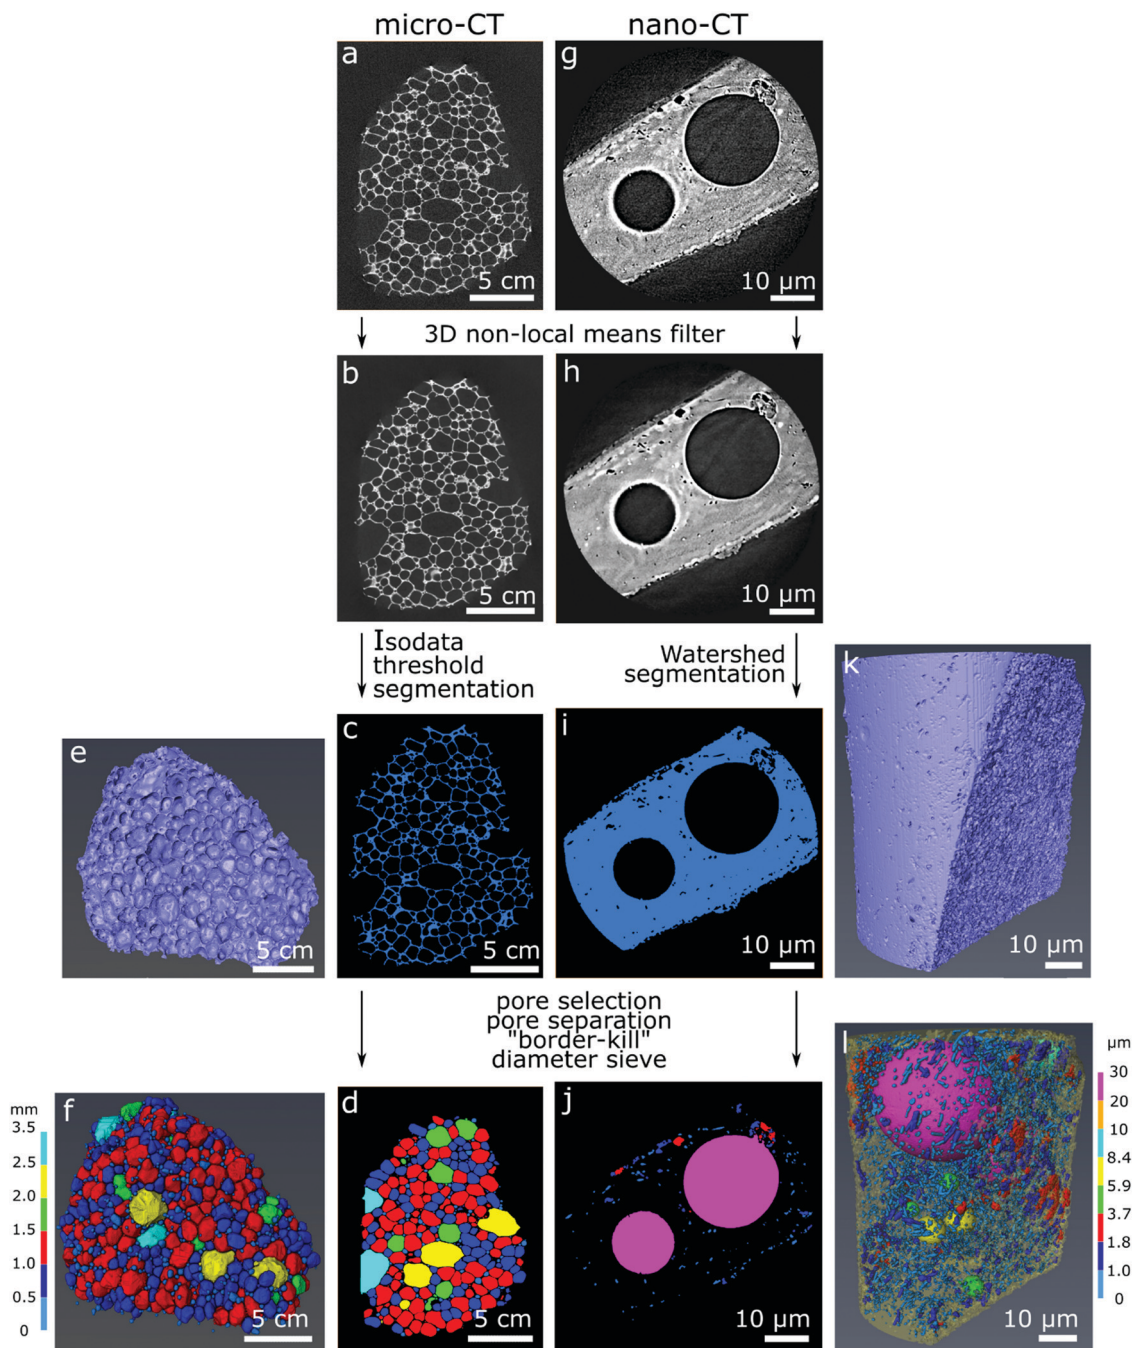 micro-CT
nano-CT
a
5 cm
g
10 µm
3D non-local means filter
b
5 cm
h
10 µm
Isodata
threshold
segmentation
Watershed
segmentation
e
5 cm
c
5 cm
i
10 µm
k
10 µm
pore selection
pore separation
"border-kill"
diameter sieve
mm
3.5
2.5
2.0
1.5
1.0
0.5
0
f
5 cm
d
5 cm
j
10 µm
l
10 µm
µm
30
20
10
8.4
5.9
3.7
1.8
1.0
0